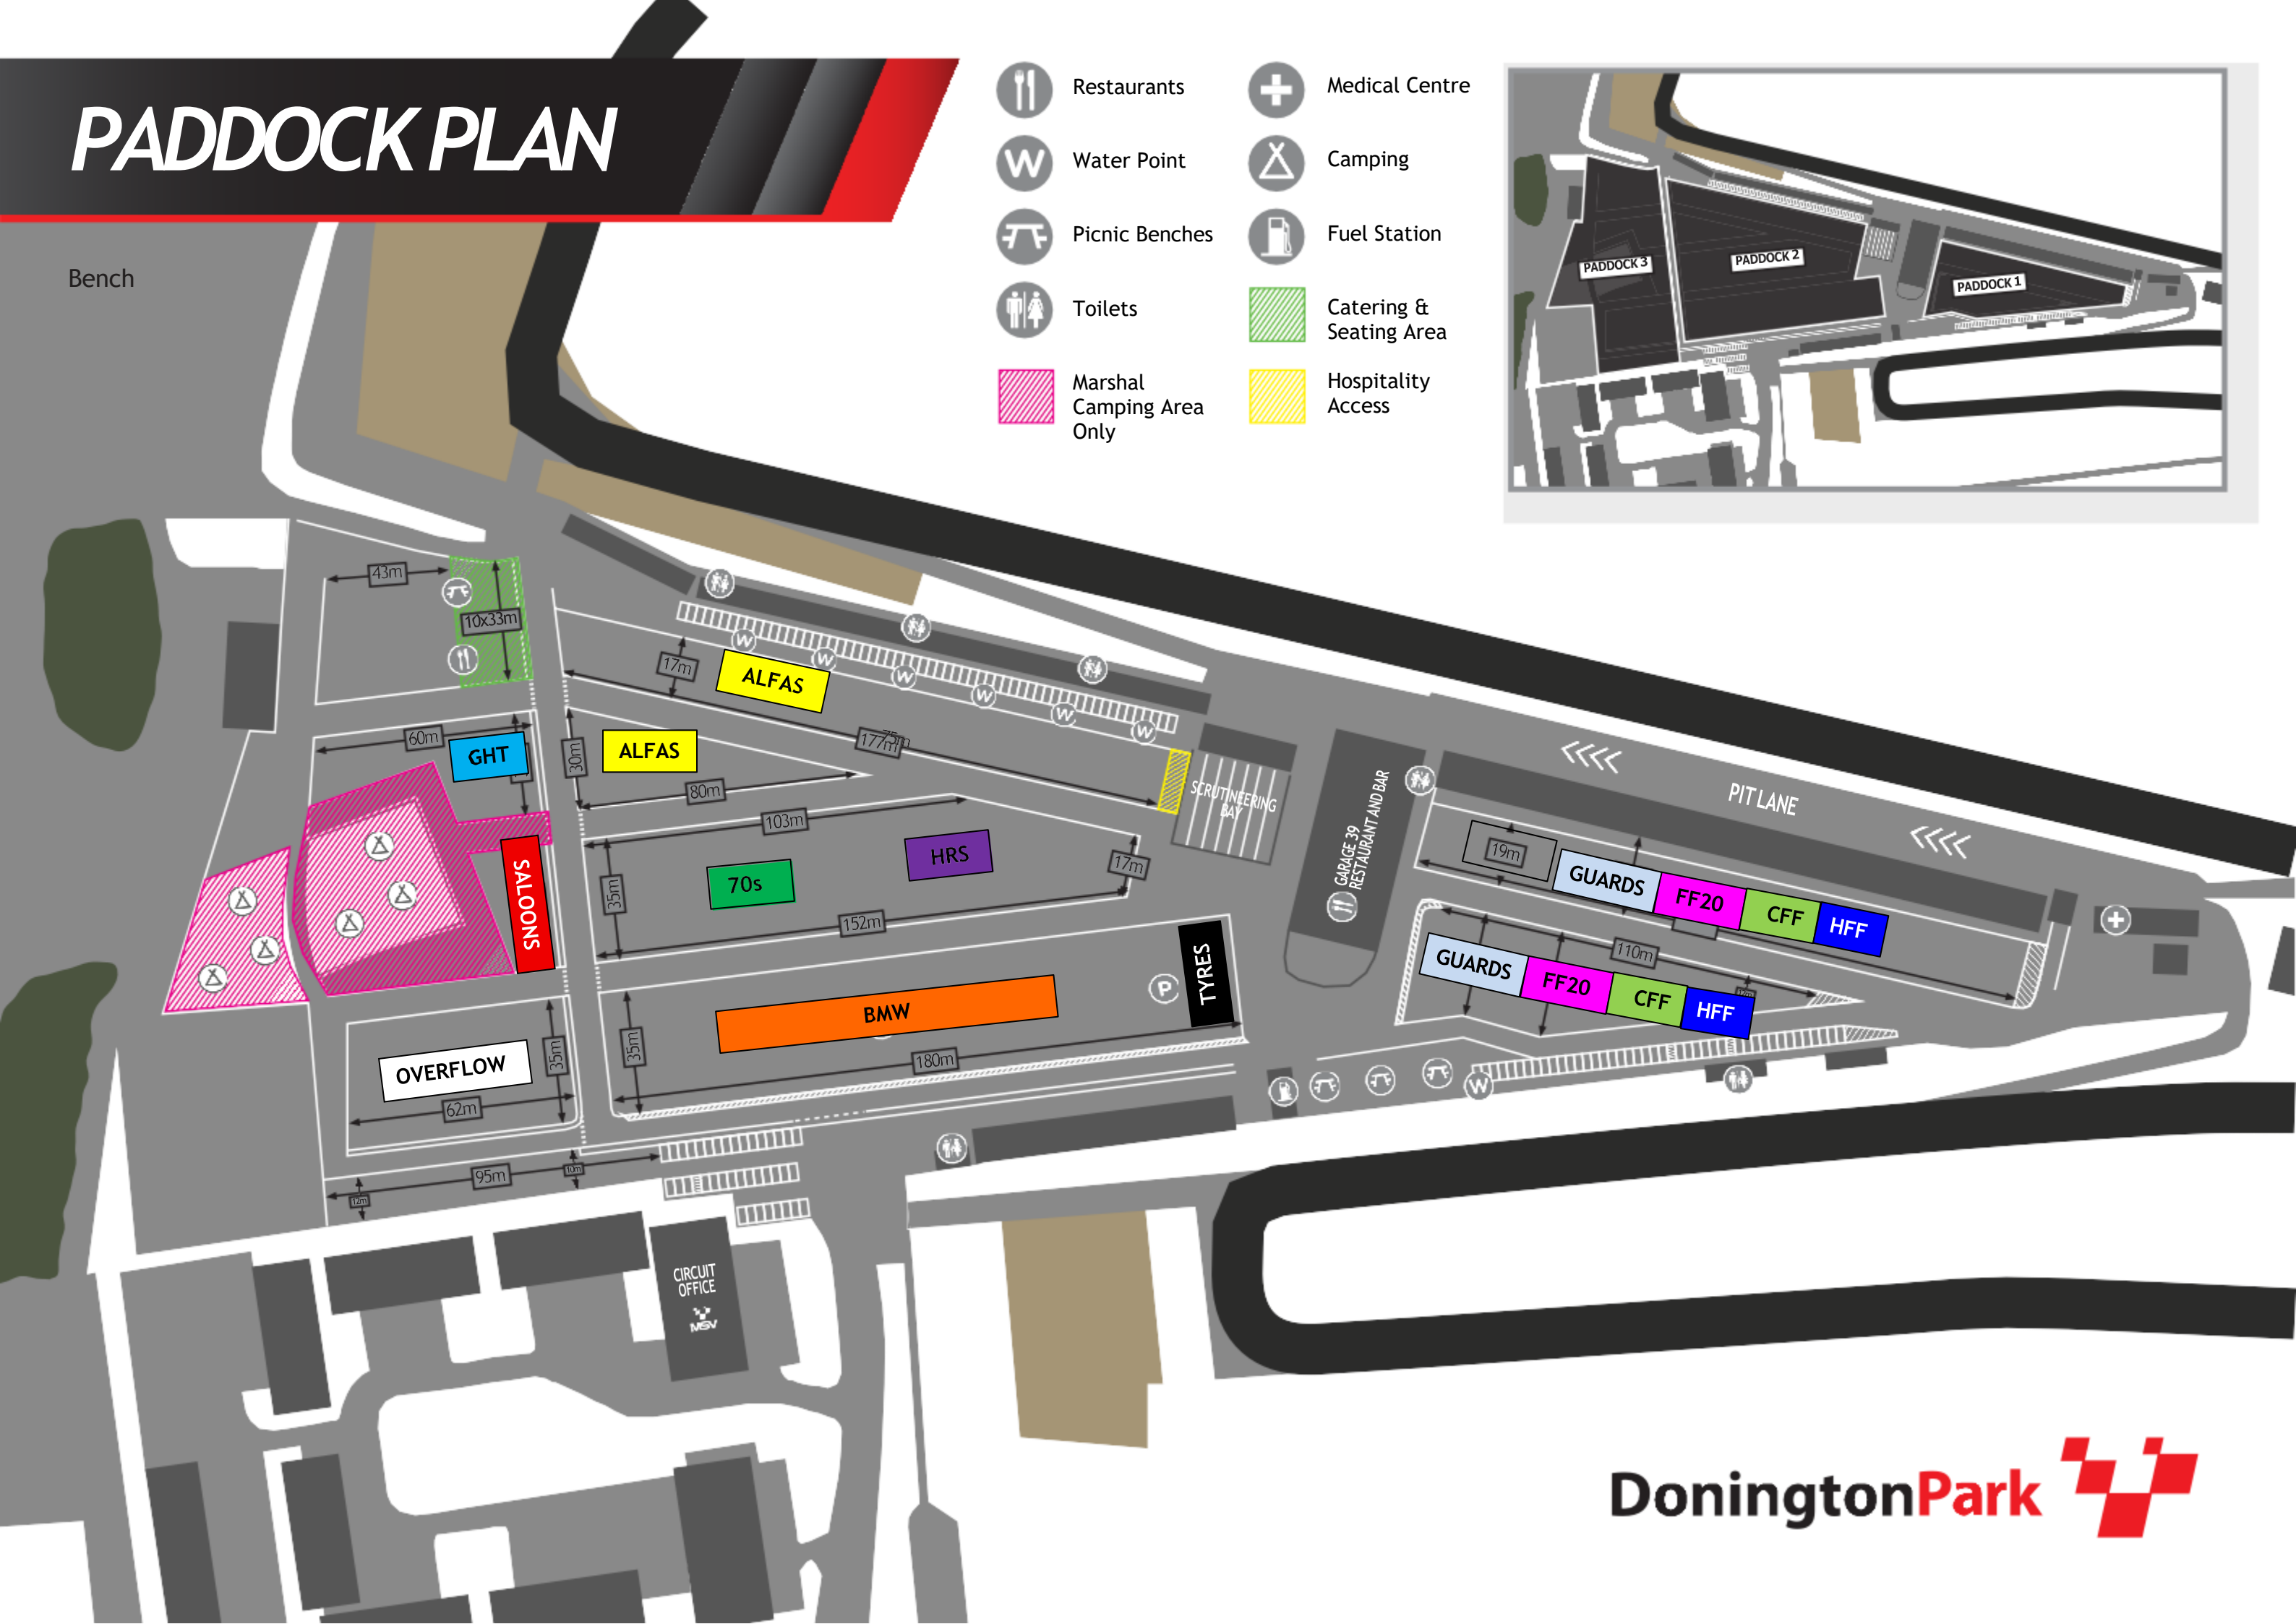 PADDOCK PLAN
Bench
Restaurants
Water Point
Picnic Benches
Toilets
Marshal
Camping Area
Only
Medical Centre
Camping
Fuel Station
Catering &
Seating Area
Hospitality
Access
PADDOCK 3
PADDOCK 2
PADDOCK 1
43m
10x33m
60m
GHT
SALOONS
OVERFLOW
35m
62m
95m
10m
12m
17m
ALFAS
ALFAS
30m
80m
177m
75m
W
W
W
W
W
W
SCRUTINEERING
BAY
103m
HRS
70s
35m
17m
152m
BMW
P
TYRES
35m
180m
GARAGE 39
RESTAURANT AND BAR
PIT LANE
19m
GUARDS
FF20
CFF
HFF
110m
GUARDS
FF20
CFF
HFF
W
CIRCUIT
OFFICE
MSV
DoningtonPark